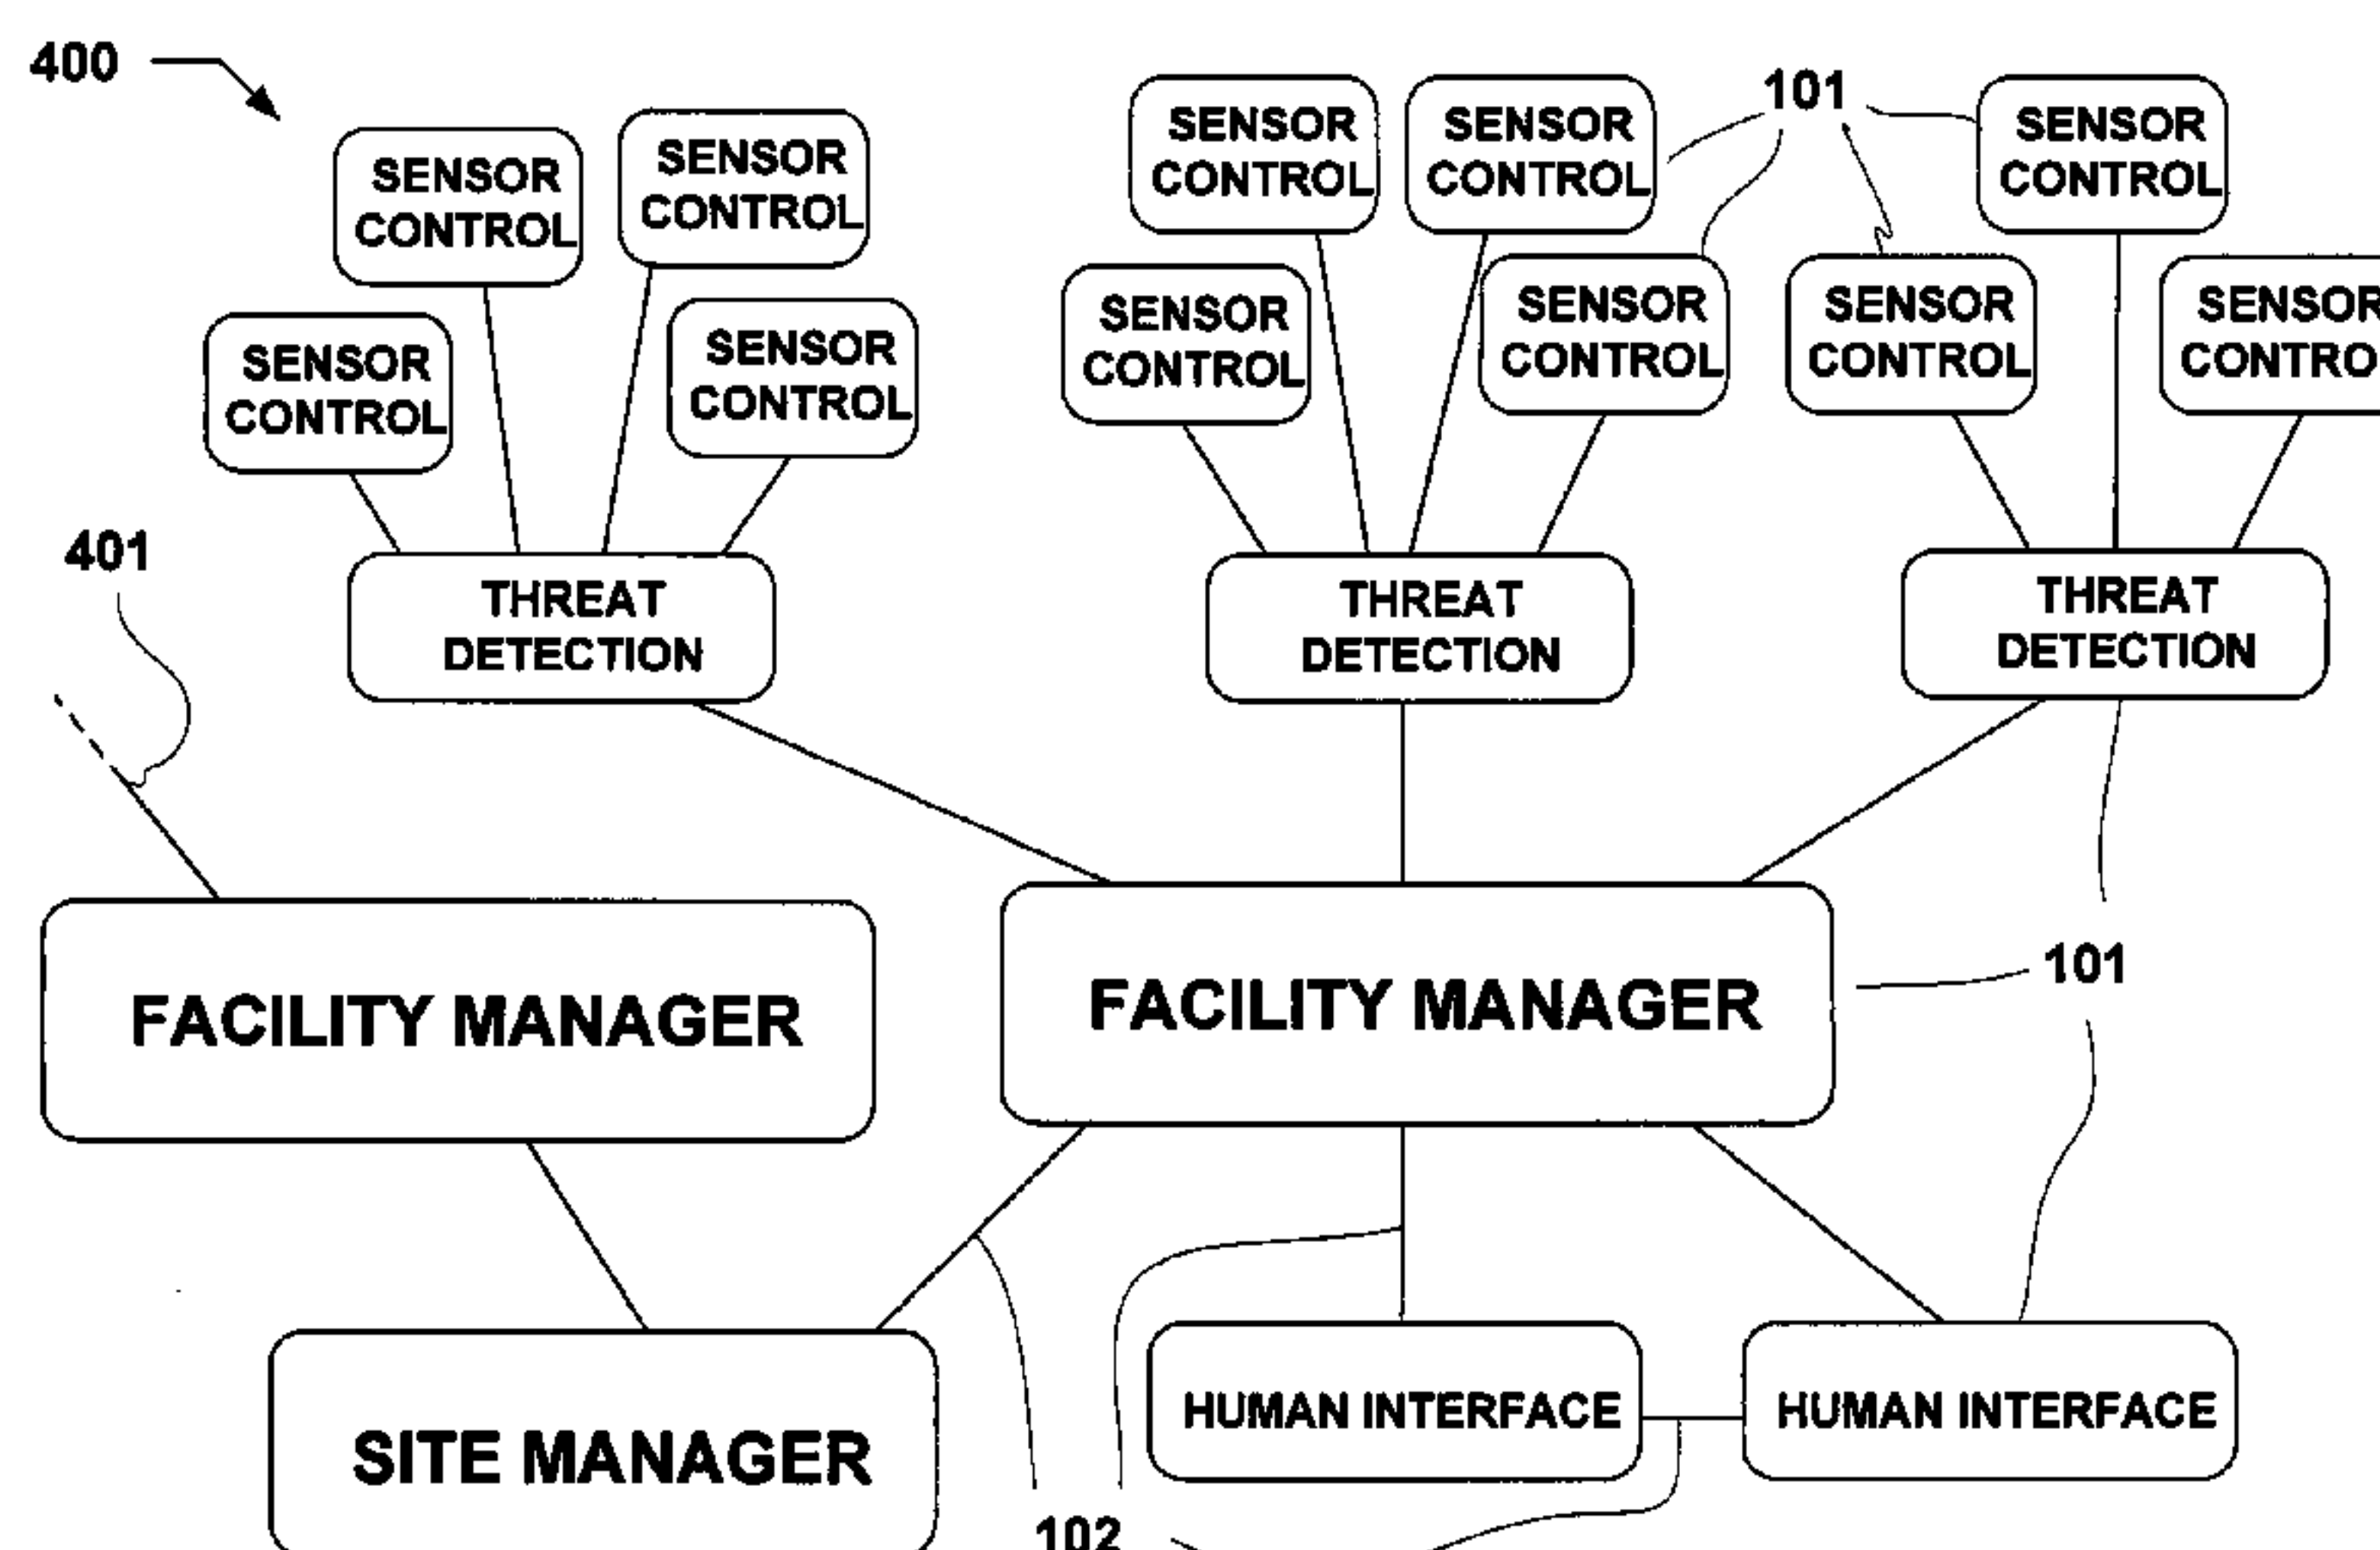 400
101
SENSOR
CONTROL
SENSOR
CONTROL
SENSOR
CONTROL
SENSOR
CONTROL
SENSOR
CONTROL
SENSOR
CONTROL
SENSOR
CONTROL
SENSOR
CONTROL
SENSOR
CONTROL
SENSOR
CONTROL
SENSOR
CONTRO
401
THREAT
DETECTION
THREAT
DETECTION
THREAT
DETECTION
FACILITY MANAGER
FACILITY MANAGER
101
SITE MANAGER
HUMAN INTERFACE
HUMAN INTERFACE
102